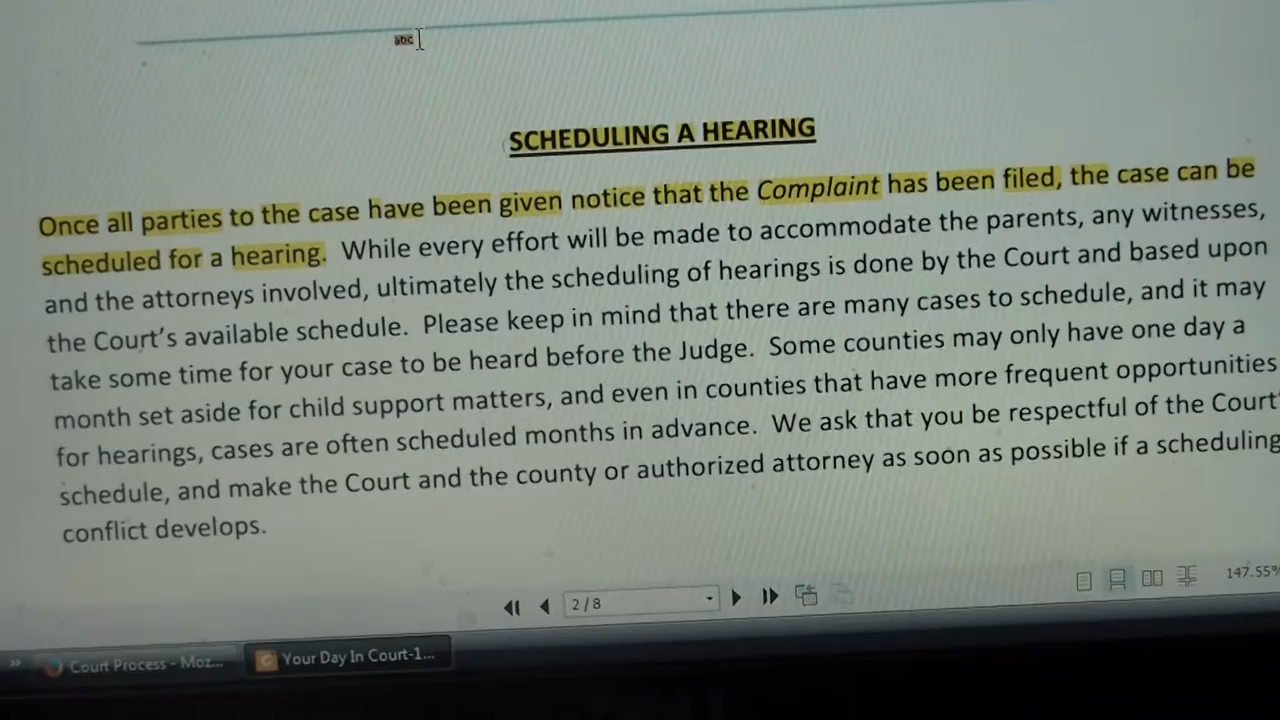 abc
SCHEDULING A HEARING
Once all parties to the case have been given notice that the Complaint has been filed, the case can be
scheduled for a hearing. While every effort will be made to accommodate the parents, any witnesses,
and the attorneys involved, ultimately the scheduling of hearings is done by the Court and based upon
the Court's available schedule. Please keep in mind that there are many cases to schedule, and it may
take some time for your case to be heard before the Judge. Some counties may only have one day a
month set aside for child support matters, and even in counties that have more frequent opportunities
for hearings, cases are often scheduled months in advance. We ask that you be respectful of the Court'
schedule, and make the Court and the county or authorized attorney as soon as possible if a scheduling
conflict develops.
2 / 8
147.55%
» Court Process - Moz... Your Day In Court-1...